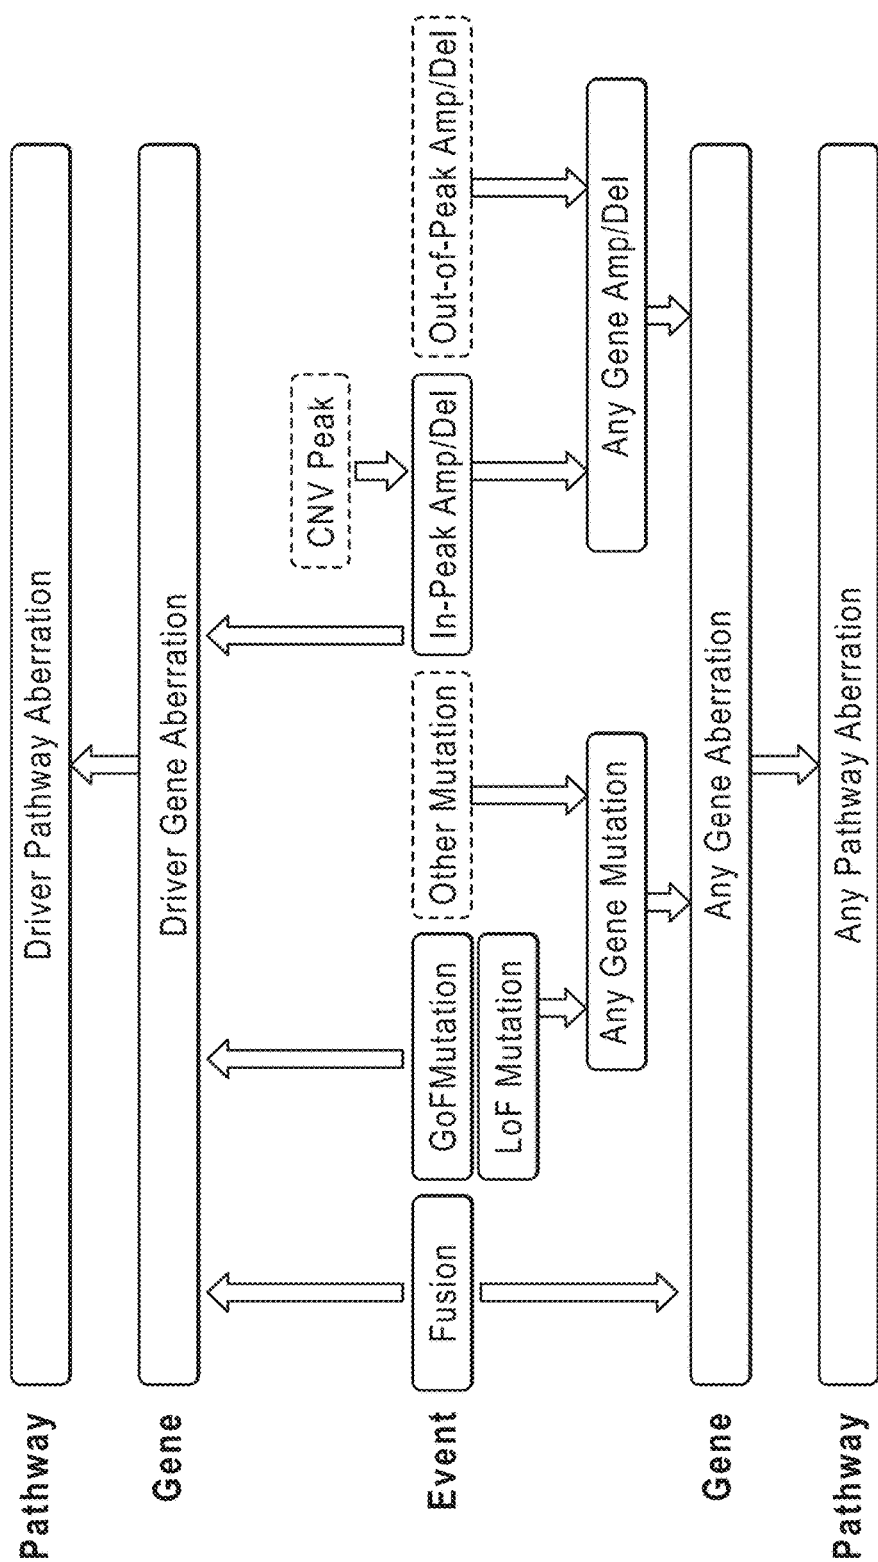 Pathway
Driver Pathway Aberration
Gene
Driver Gene Aberration
CNV Peak
Event
Fusion
GoFMutation
LoF Mutation
Other Mutation
In-Peak Amp/Del
Out-of-Peak Amp/Del
Any Gene Mutation
Any Gene Amp/Del
Gene
Any Gene Aberration
Pathway
Any Pathway Aberration